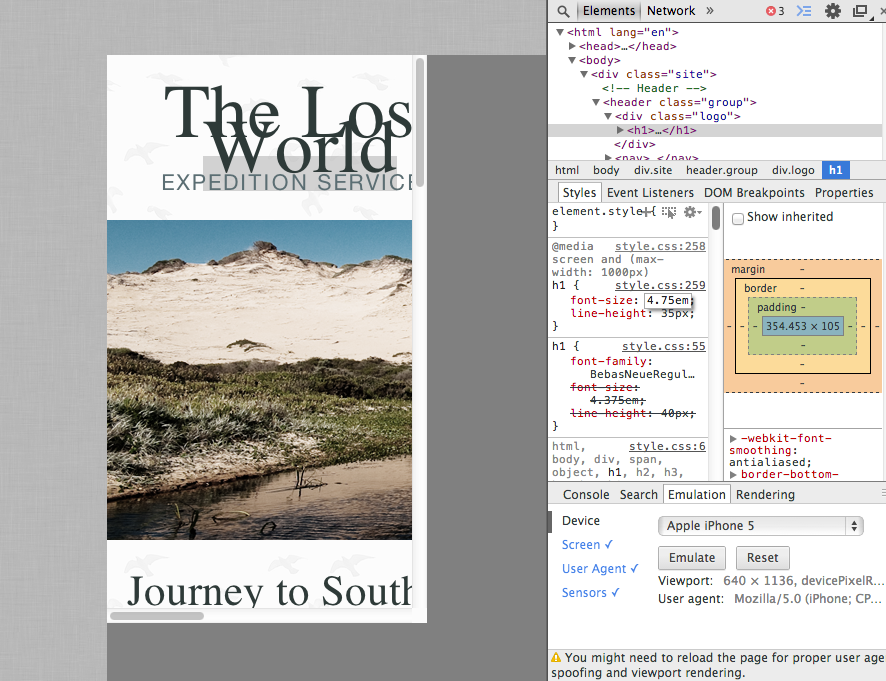 The Los
World
EXPEDITION SERVICE
Journey to South
Elements Network » 3
<html lang="en">
<head>…</head>
<body>
<div class="site">
<!-- Header -->
<header class="group">
<div class="logo">
<h1>…</h1>
</div>
<nav>…</nav>
html body div.site header.group div.logo h1
Styles Event Listeners DOM Breakpoints Properties
element.style {
}
@media style.css:258
screen and (max-
width: 1000px)
h1 { style.css:259
font-size: 4.75em;
line-height: 35px;
}
h1 { style.css:55
font-family:
BebasNeueRegul…
font-size:
4.375em;
line-height: 40px;
}
html, style.css:6
body, div, span,
object, h1, h2, h3,
Show inherited
margin -
border -
padding -
- - - 354.453 × 105 - - -
-
-
-
-webkit-font-
smoothing:
antialiased;
border-bottom-
Console Search Emulation Rendering
Device
Screen ✓
User Agent ✓
Sensors ✓
Apple iPhone 5
Emulate Reset
Viewport: 640 × 1136, devicePixelR…
User agent: Mozilla/5.0 (iPhone; CP…
You might need to reload the page for proper user age
spoofing and viewport rendering.